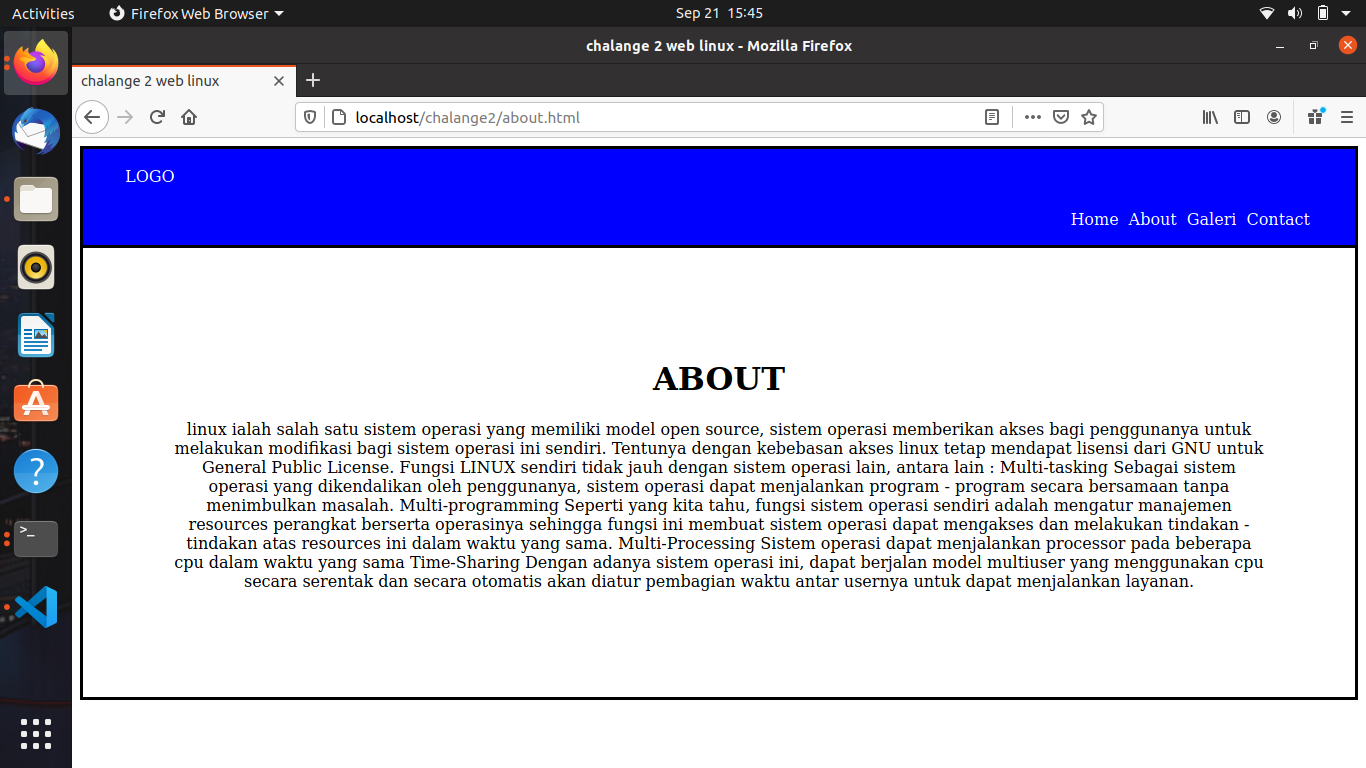 Activities
Firefox Web Browser
Sep 21 15:45
chalange 2 web linux - Mozilla Firefox
chalange 2 web linux
localhost/chalange2/about.html
LOGO
Home About Galeri Contact
ABOUT
linux ialah salah satu sistem operasi yang memiliki model open source, sistem operasi memberikan akses bagi penggunanya untuk
melakukan modifikasi bagi sistem operasi ini sendiri. Tentunya dengan kebebasan akses linux tetap mendapat lisensi dari GNU untuk
General Public License. Fungsi LINUX sendiri tidak jauh dengan sistem operasi lain, antara lain : Multi-tasking Sebagai sistem
operasi yang dikendalikan oleh penggunanya, sistem operasi dapat menjalankan program - program secara bersamaan tanpa
menimbulkan masalah. Multi-programming Seperti yang kita tahu, fungsi sistem operasi sendiri adalah mengatur manajemen
resources perangkat berserta operasinya sehingga fungsi ini membuat sistem operasi dapat mengakses dan melakukan tindakan -
tindakan atas resources ini dalam waktu yang sama. Multi-Processing Sistem operasi dapat menjalankan processor pada beberapa
cpu dalam waktu yang sama Time-Sharing Dengan adanya sistem operasi ini, dapat berjalan model multiuser yang menggunakan cpu
secara serentak dan secara otomatis akan diatur pembagian waktu antar usernya untuk dapat menjalankan layanan.